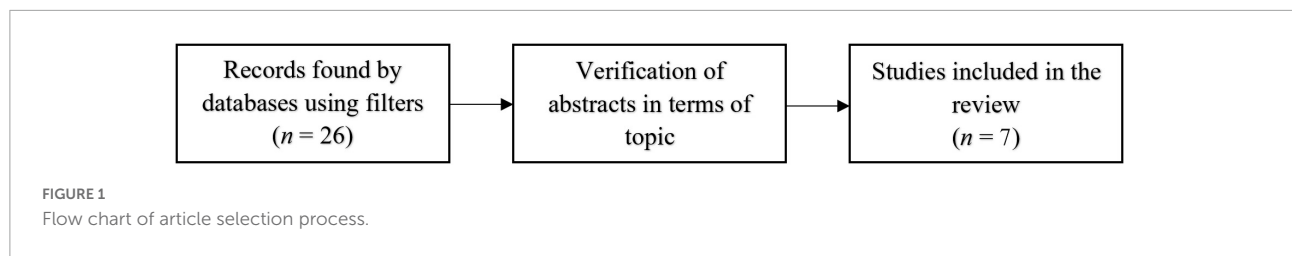 Records found by
databases using filters
(n = 26)
Verification of
abstracts in terms of
topic
Studies included in the
review
(n = 7)
FIGURE 1
Flow chart of article selection process.